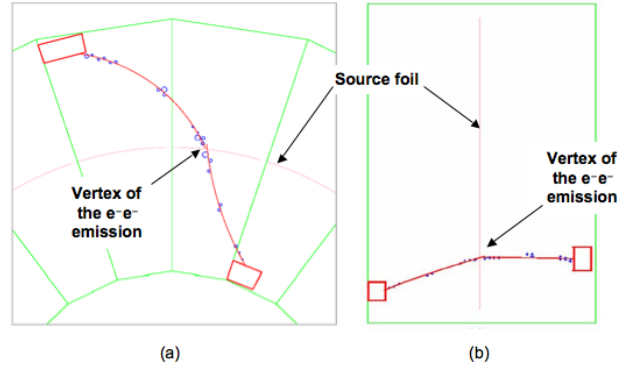 Source foil
Vertex of
the e⁻e⁻
emission
Vertex of
the e⁻e⁻
emission
(a)
(b)